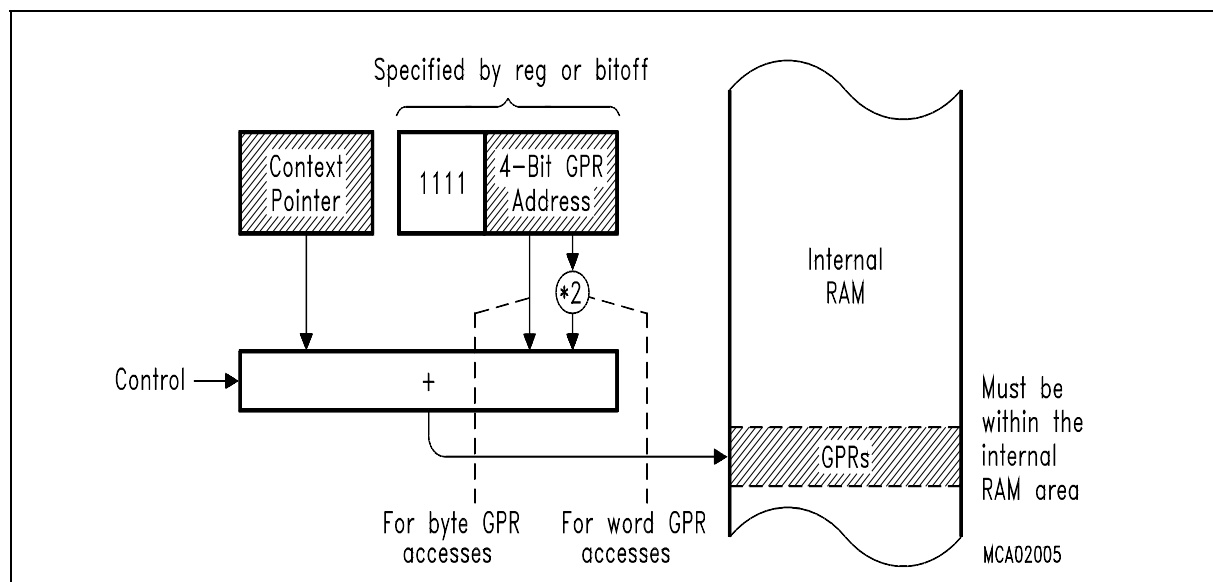 Specified by reg or bitoff
Context
Pointer
1111
4-Bit GPR
Address
*2
Internal
RAM
Control
+
Must be
within the
internal
RAM area
GPRs
For byte GPR
accesses
For word GPR
accesses
MCA02005